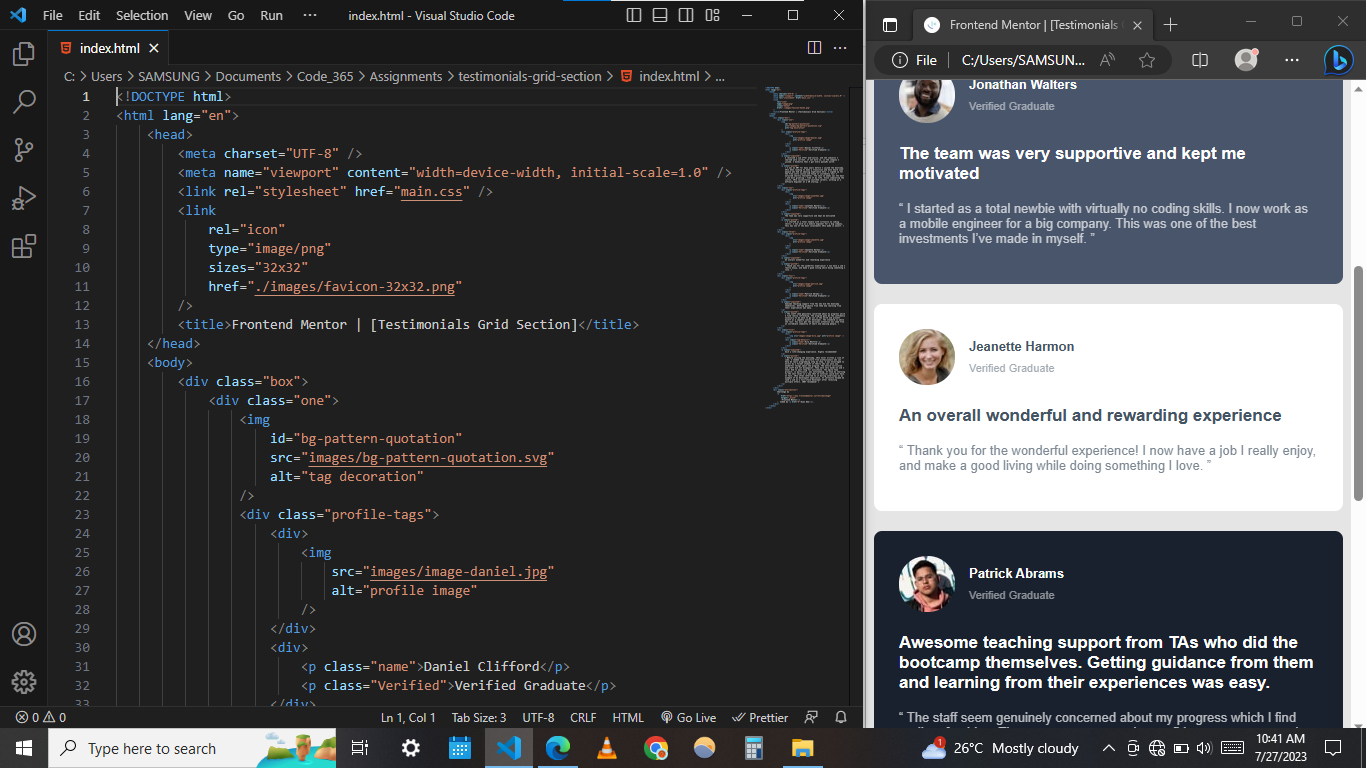 File Edit Selection View Go Run ··· index.html - Visual Studio Code
index.html
C: > Users > SAMSUNG > Documents > Code_365 > Assignments > testimonials-grid-section > index.html > ...
1 <!DOCTYPE html>
2 <html lang="en">
3 <head>
4 <meta charset="UTF-8" />
5 <meta name="viewport" content="width=device-width, initial-scale=1.0" />
6 <link rel="stylesheet" href="main.css" />
7 <link
8 rel="icon"
9 type="image/png"
10 sizes="32x32"
11 href="./images/favicon-32x32.png"
12 />
13 <title>Frontend Mentor | [Testimonials Grid Section]</title>
14 </head>
15 <body>
16 <div class="box">
17 <div class="one">
18 <img
19 id="bg-pattern-quotation"
20 src="images/bg-pattern-quotation.svg"
21 alt="tag decoration"
22 />
23 <div class="profile-tags">
24 <div>
25 <img
26 src="images/image-daniel.jpg"
27 alt="profile image"
28 />
29 </div>
30 <div>
31 <p class="name">Daniel Clifford</p>
32 <p class="Verified">Verified Graduate</p>
33 </div>
0 0 Ln 1, Col 1 Tab Size: 3 UTF-8 CRLF HTML Go Live Prettier
Frontend Mentor | [Testimonials
File C:/Users/SAMSUN...
Jonathan Walters
Verified Graduate
The team was very supportive and kept me
motivated
“ I started as a total newbie with virtually no coding skills. I now work as
a mobile engineer for a big company. This was one of the best
investments I’ve made in myself. ”
Jeanette Harmon
Verified Graduate
An overall wonderful and rewarding experience
“ Thank you for the wonderful experience! I now have a job I really enjoy,
and make a good living while doing something I love. ”
Patrick Abrams
Verified Graduate
Awesome teaching support from TAs who did the
bootcamp themselves. Getting guidance from them
and learning from their experiences was easy.
“ The staff seem genuinely concerned about my progress which I find
Type here to search
1 26°C Mostly cloudy
10:41 AM
7/27/2023